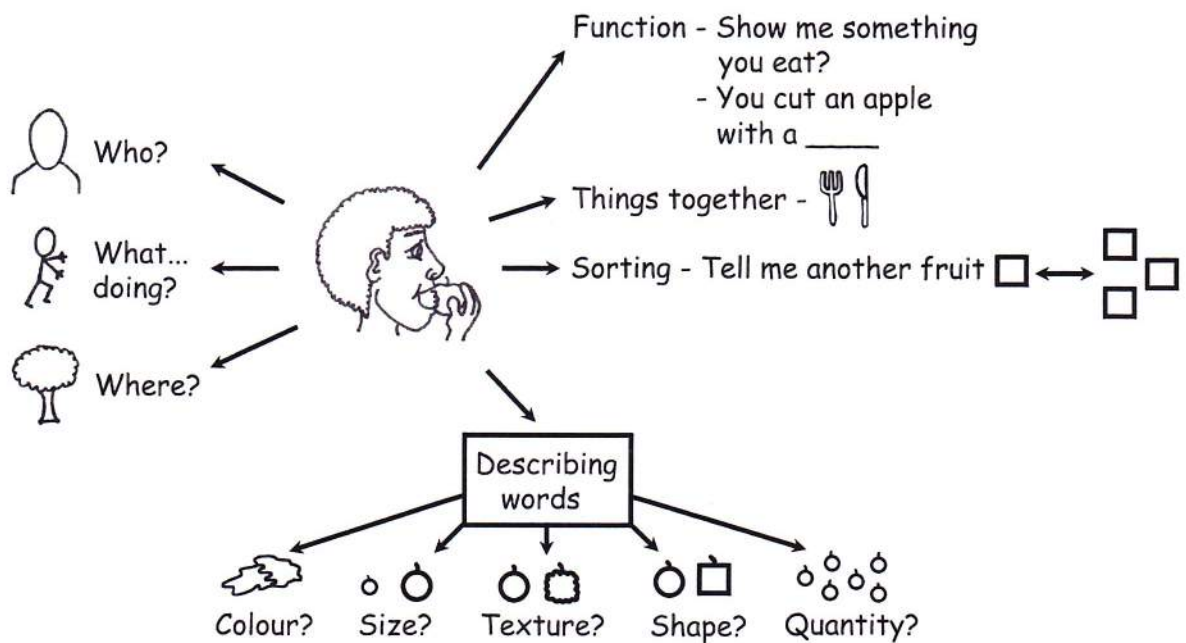 Function - Show me something
you eat?
- You cut an apple
with a _____
Who?
Things together -
What...
doing?
Sorting - Tell me another fruit
Where?
Describing
words
Colour?
Size?
Texture?
Shape?
Quantity?